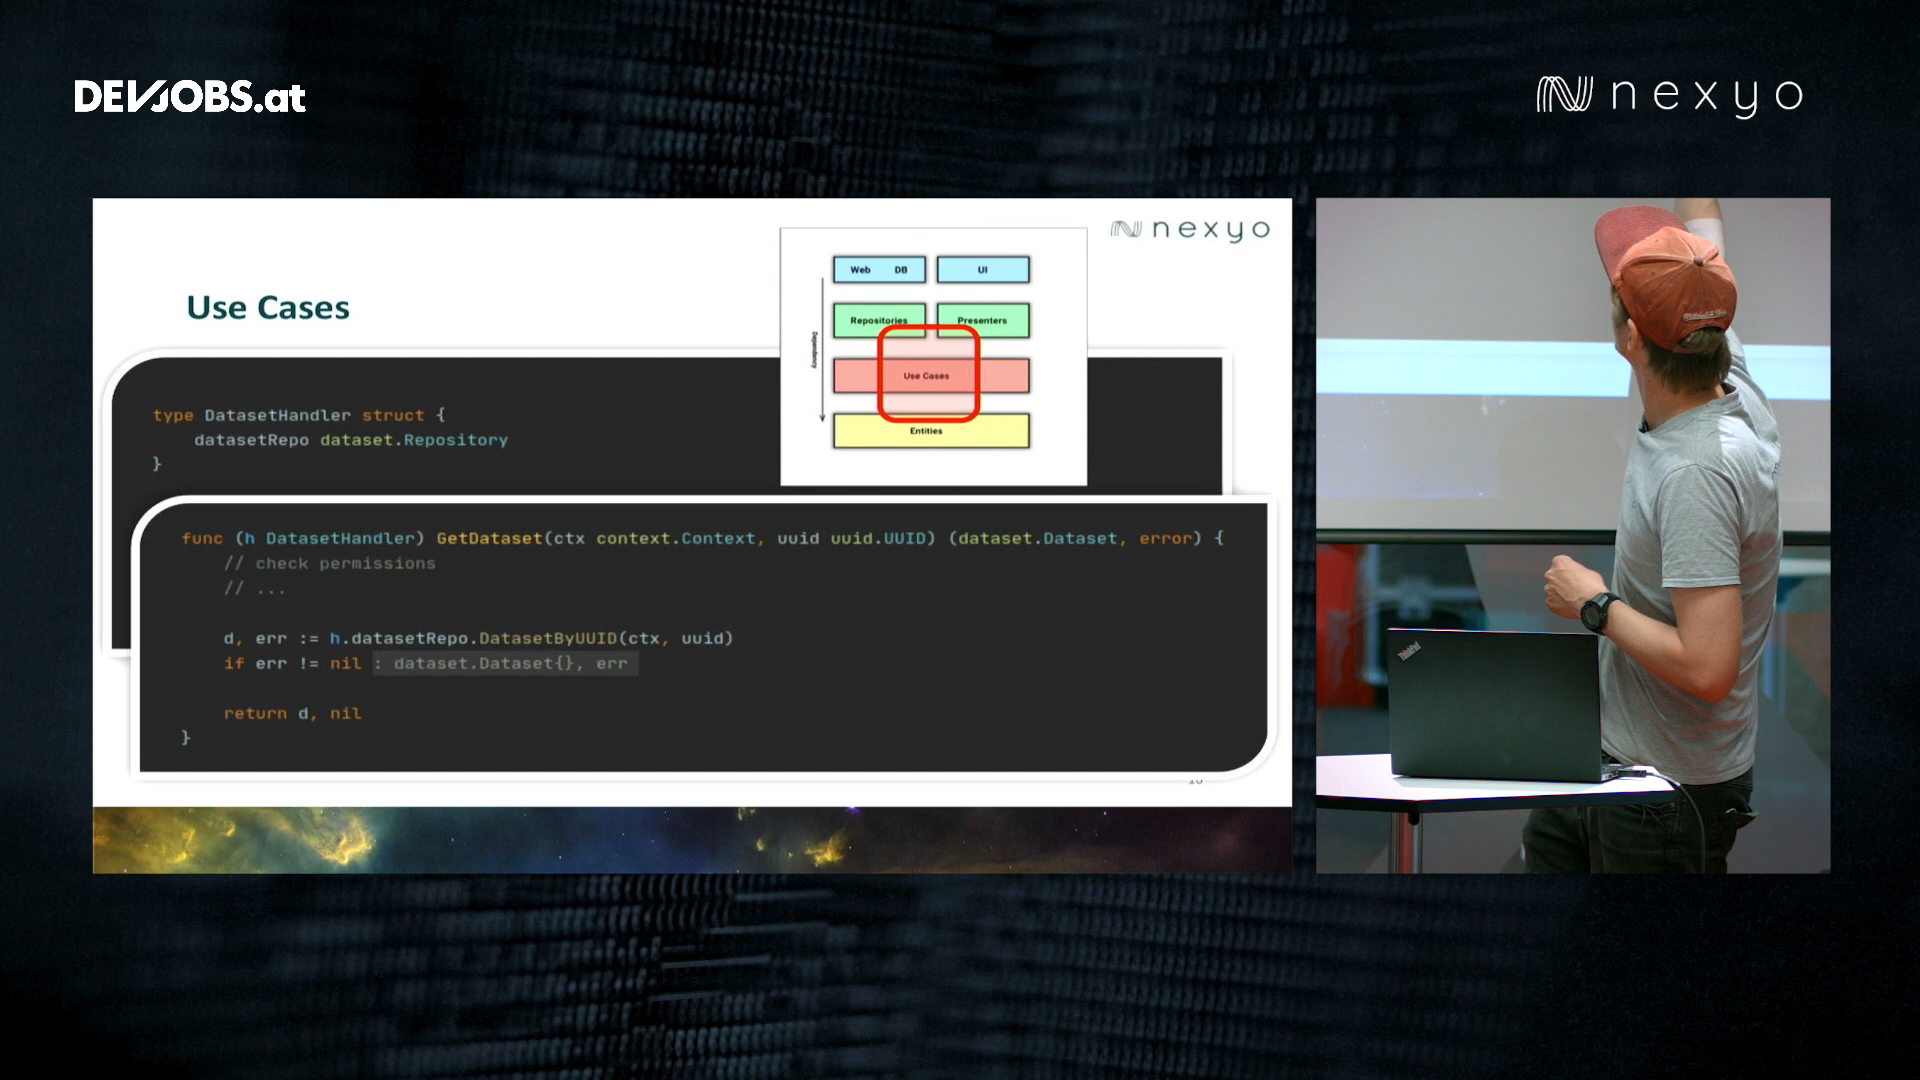 DEVJOBS.at
nexyo
nexyo
Use Cases
Web DB
UI
Repositories
Presenters
Dependency
Use Cases
Entities
type DatasetHandler struct {
datasetRepo dataset.Repository
}
func (h DatasetHandler) GetDataset(ctx context.Context, uuid uuid.UUID) (dataset.Dataset, error) {
// check permissions
// ...
d, err := h.datasetRepo.DatasetByUUID(ctx, uuid)
if err != nil : dataset.Dataset{}, err
return d, nil
}
ThinkPad